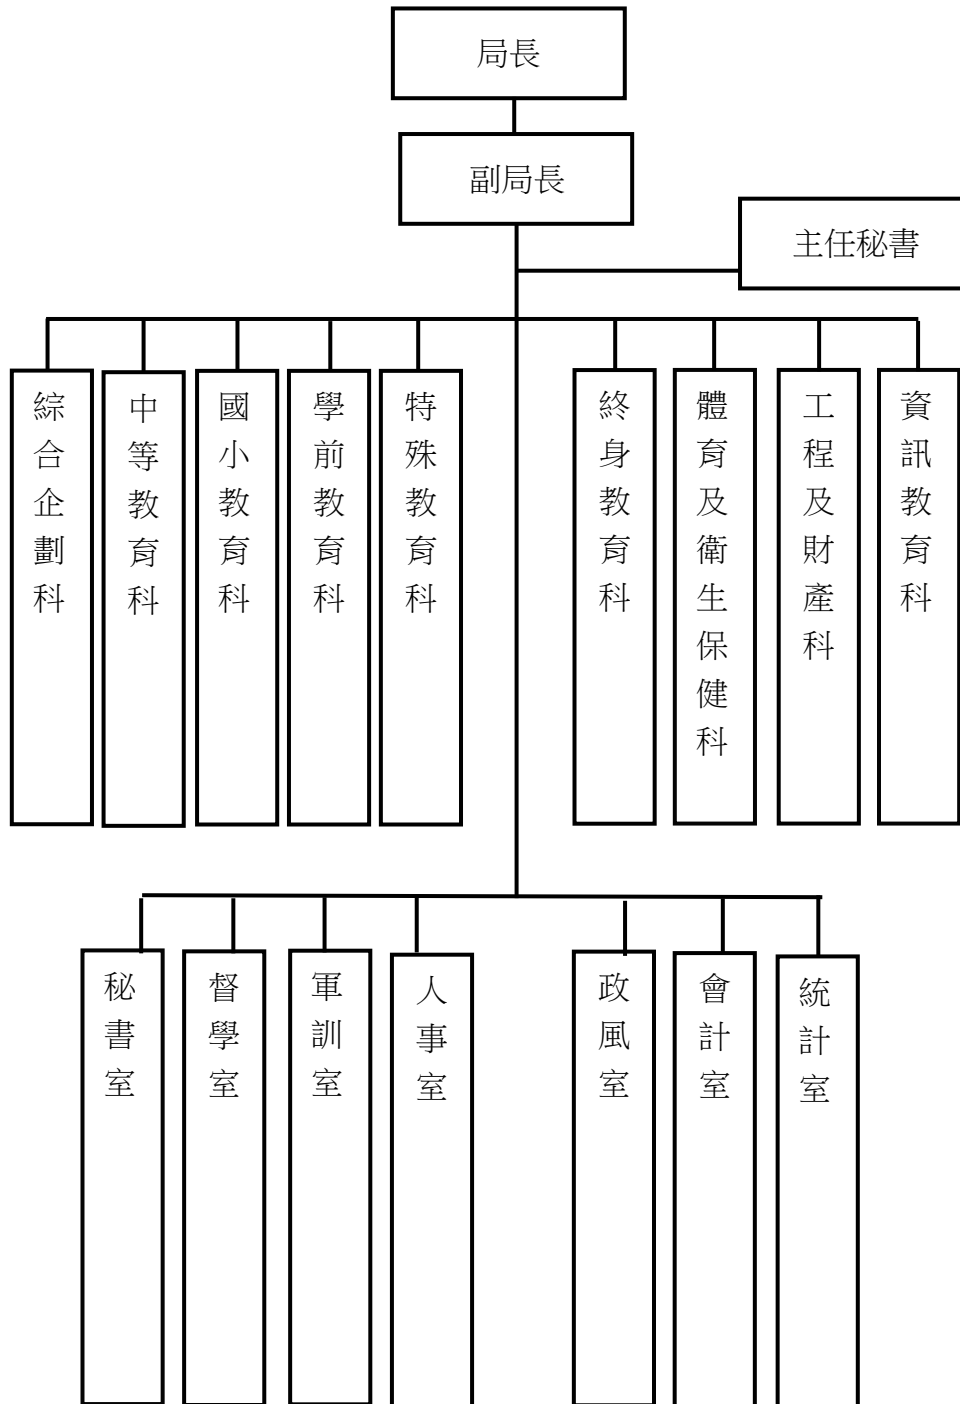 局長
副局長
主任秘書
綜合企劃科
中等教育科
國小教育科
學前教育科
特殊教育科
終身教育科
體育及衛生保健科
工程及財產科
資訊教育科
秘書室
督學室
軍訓室
人事室
政風室
會計室
統計室